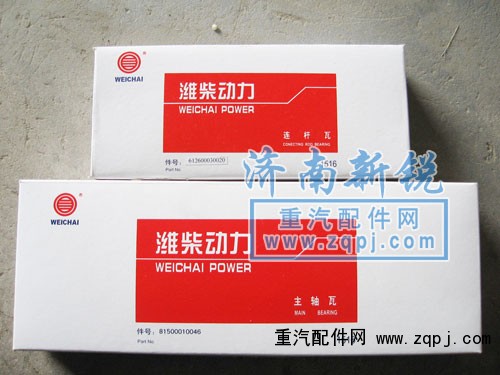 WEICHAI
潍柴动力
WEICHAI POWER
连杆瓦
CONECTING ROD BEARING
件号: 612600030020
Part No
1516
济南新锐
重汽配件网
www.zqpj.com
WEICHAI
潍柴动力
WEICHAI POWER
主轴瓦
MAIN BEARING
件号: 81500010046
Part No
重汽配件网 www.zqpj.com